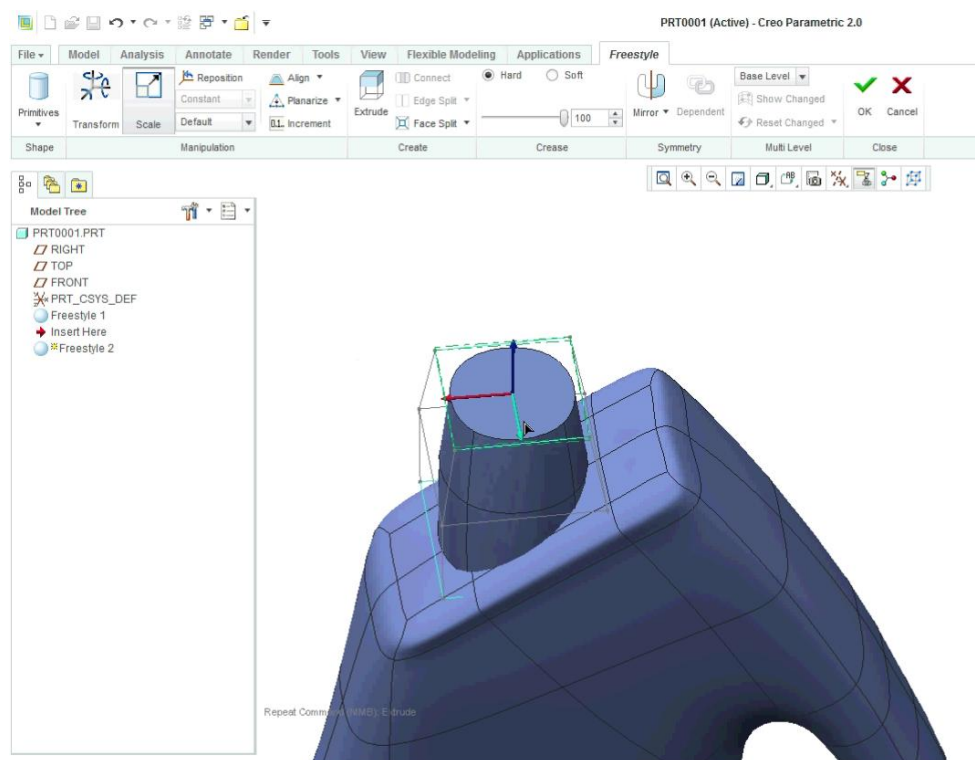 PRT0001 (Active) - Creo Parametric 2.0
File Model Analysis Annotate Render Tools View Flexible Modeling Applications Freestyle
Primitives
Transform
Scale
Reposition
Constant
Default
Align
Planarize
0.1.. Increment
Extrude
Connect
Edge Split
Face Split
Hard Soft
100
Mirror Dependent
Base Level
Show Changed
Reset Changed
OK Cancel
Shape Manipulation Create Crease Symmetry Multi Level Close
Model Tree
PRT0001.PRT
RIGHT
TOP
FRONT
PRT_CSYS_DEF
Freestyle 1
Insert Here
Freestyle 2
Repeat Command (MMB): Extrude